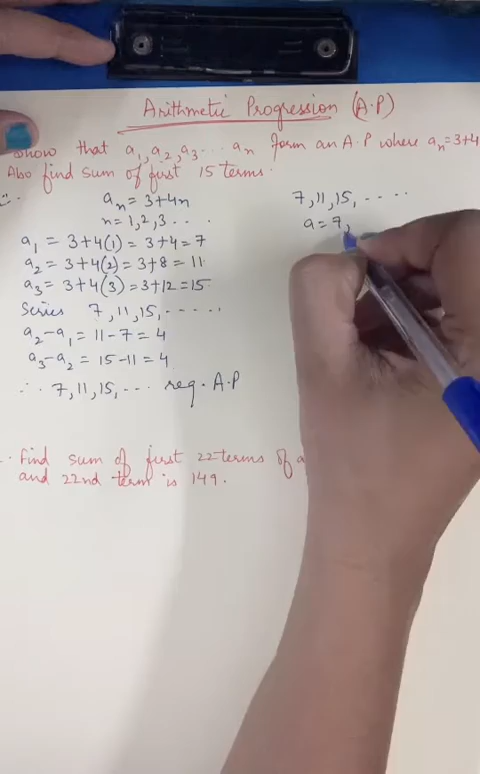 Arithmetic Progression (A.P)
Show that a₁, a₂, a₃ ... aₙ form an A.P where aₙ=3+4
Also find sum of first 15 terms.
aₙ = 3+4n
n = 1,2,3 ...
a₁ = 3+4(1) = 3+4 = 7
a₂ = 3+4(2) = 3+8 = 11
a₃ = 3+4(3) = 3+12 = 15
Series 7, 11, 15, .....
a₂-a₁ = 11-7 = 4
a₃-a₂ = 15-11 = 4
∴ 7, 11, 15, ... req. A.P
7, 11, 15, ....
a = 7,
Find sum of first 22 terms of a
and 22nd term is 149.